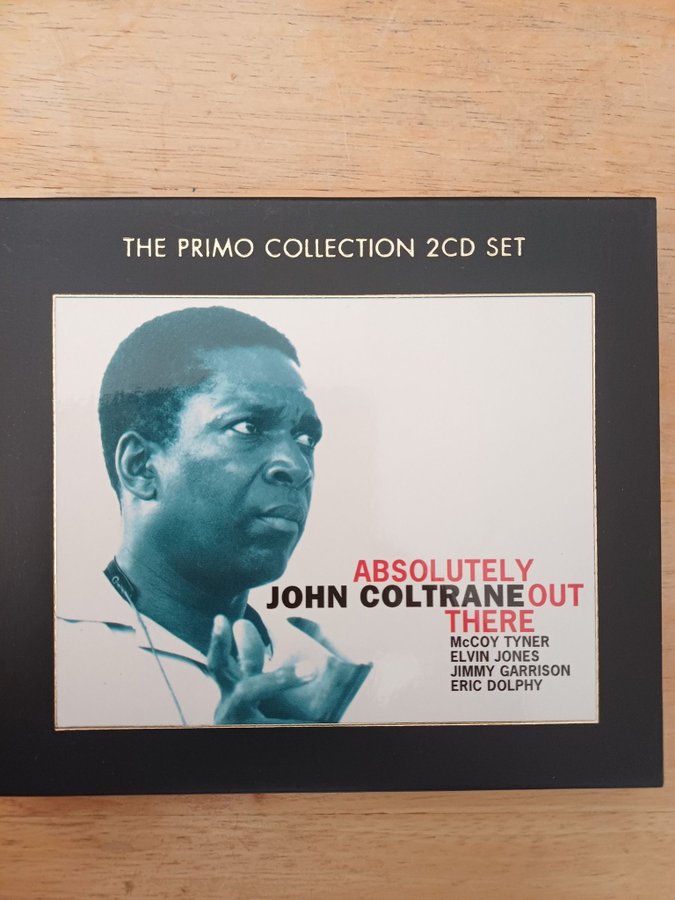 THE PRIMO COLLECTION 2CD SET
ABSOLUTELY
JOHN COLTRANE OUT
THERE
McCOY TYNER
ELVIN JONES
JIMMY GARRISON
ERIC DOLPHY